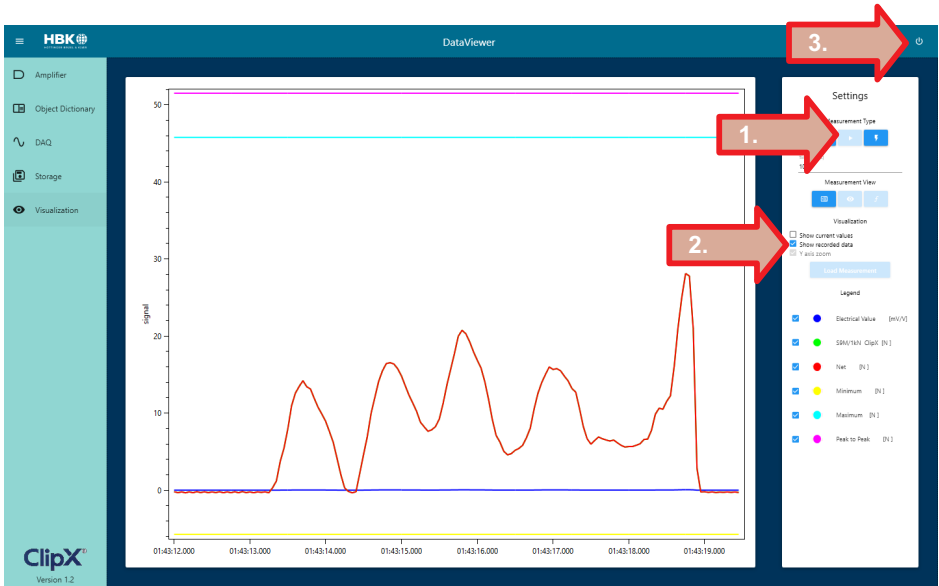 HBK
HOTTINGER BRÜEL & KJÆR
DataViewer
3.
Amplifier
Object Dictionary
DAQ
Storage
Visualization
ClipX®
Version 1.2
50
40
30
20
10
0
signal
01:43:12.000 01:43:13.000 01:43:14.000 01:43:15.000 01:43:16.000 01:43:17.000 01:43:18.000 01:43:19.000
Settings
Measurement Type
1.
Measurement View
Visualization
2.
Show current values
Show recorded data
Y axis zoom
Load Measurement
Legend
Electrical Value [mV/V]
S9M/1kN ClipX [N ]
Net [N ]
Minimum [N ]
Maximum [N ]
Peak to Peak [N ]